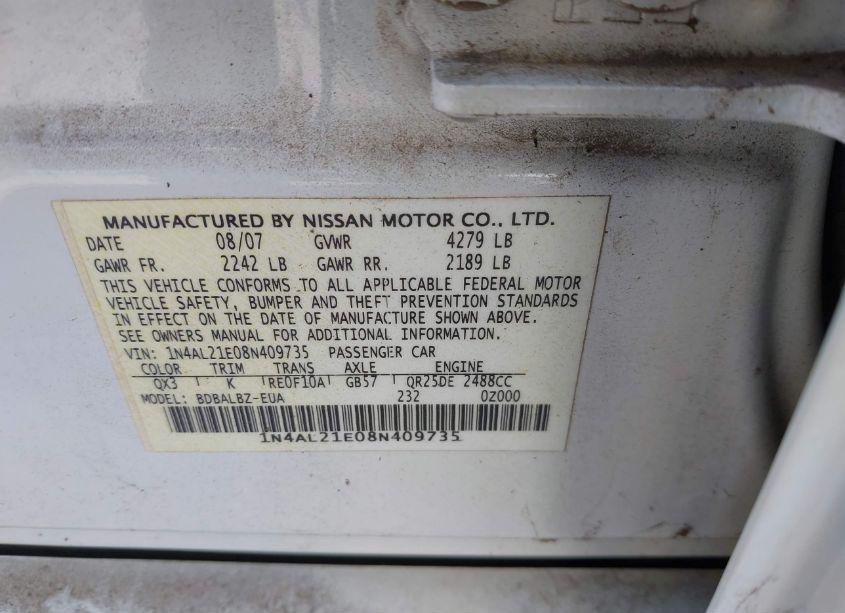 MANUFACTURED BY NISSAN MOTOR CO., LTD.
DATE 08/07 GVWR 4279 LB
GAWR FR. 2242 LB GAWR RR. 2189 LB
THIS VEHICLE CONFORMS TO ALL APPLICABLE FEDERAL MOTOR
VEHICLE SAFETY, BUMPER AND THEFT PREVENTION STANDARDS
IN EFFECT ON THE DATE OF MANUFACTURE SHOWN ABOVE.
SEE OWNERS MANUAL FOR ADDITIONAL INFORMATION.
VIN: 1N4AL21E08N409735 PASSENGER CAR
COLOR TRIM TRANS AXLE ENGINE
QX3 K RE0F10A GB57 QR25DE 2488CC
MODEL: BDBALBZ-EUA 232 0Z000
1N4AL21E08N409735